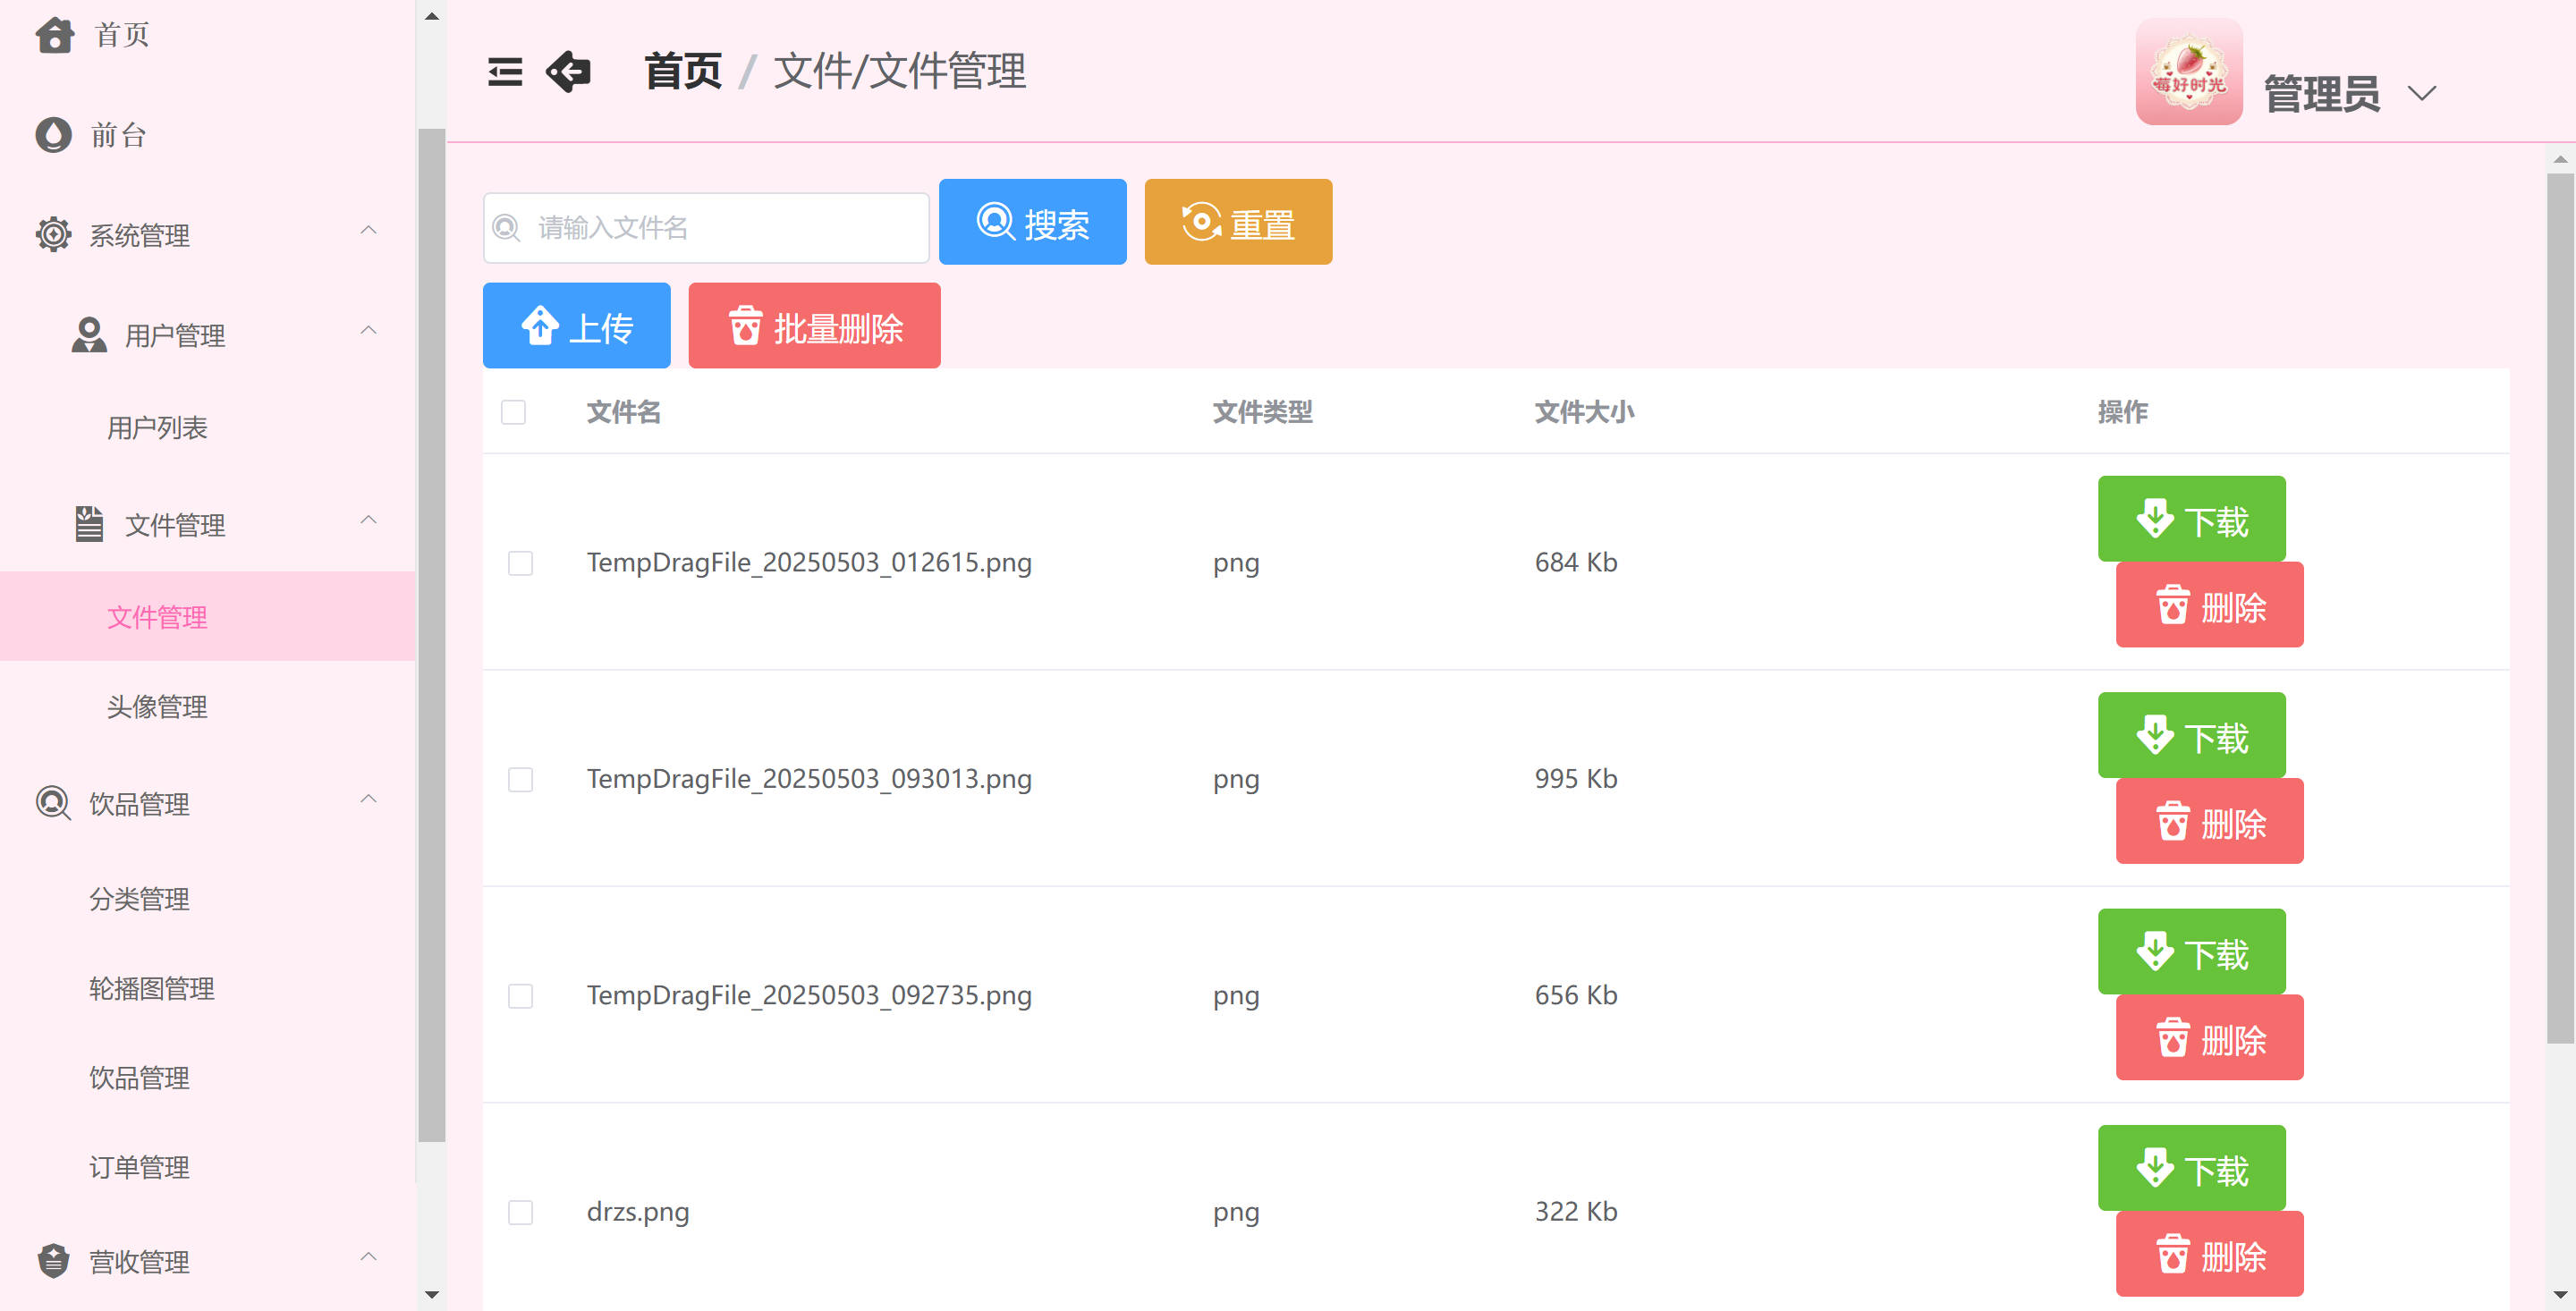 首页
前台
系统管理
用户管理
用户列表
文件管理
文件管理
头像管理
饮品管理
分类管理
轮播图管理
饮品管理
订单管理
营收管理
首页 / 文件/文件管理
莓好时光
管理员
请输入文件名 搜索 重置
上传 批量删除
文件名 文件类型 文件大小 操作
TempDragFile_20250503_012615.png png 684 Kb 下载
删除
TempDragFile_20250503_093013.png png 995 Kb 下载
删除
TempDragFile_20250503_092735.png png 656 Kb 下载
删除
drzs.png png 322 Kb 下载
删除